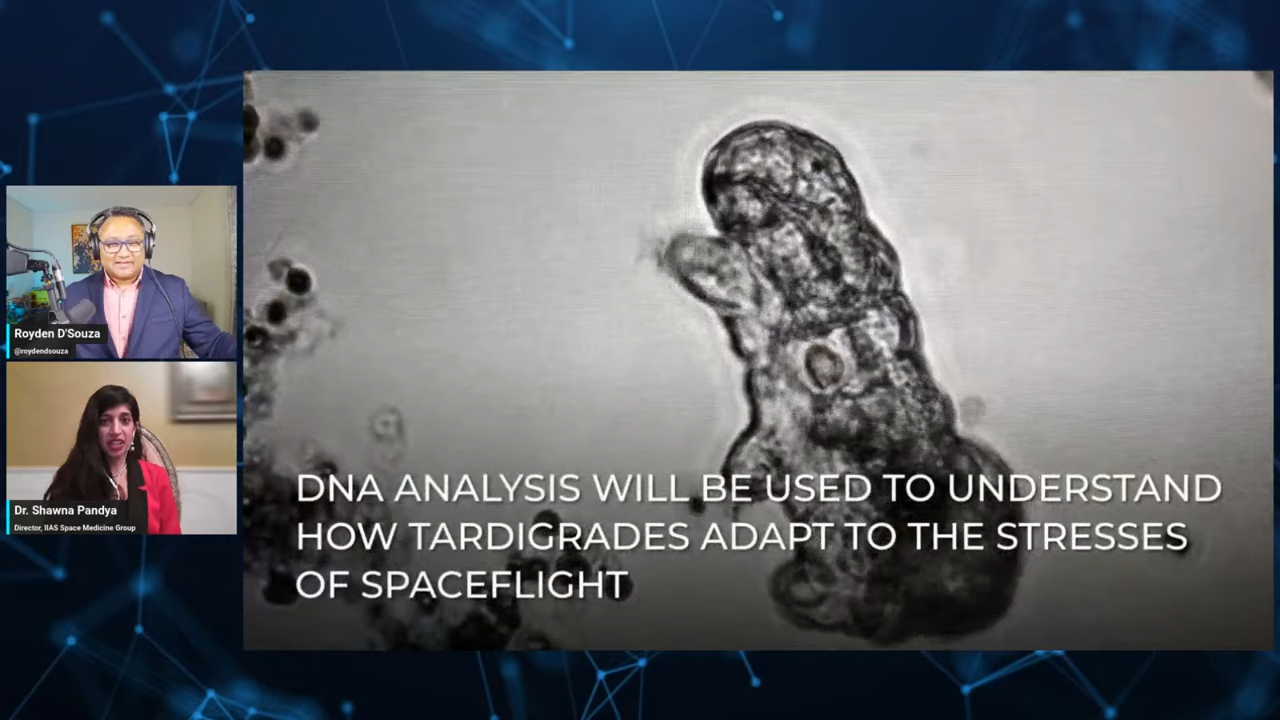 Royden D'Souza
@roydendsouza
Dr. Shawna Pandya
Director, IIAS Space Medicine Group
DNA ANALYSIS WILL BE USED TO UNDERSTAND
HOW TARDIGRADES ADAPT TO THE STRESSES
OF SPACEFLIGHT